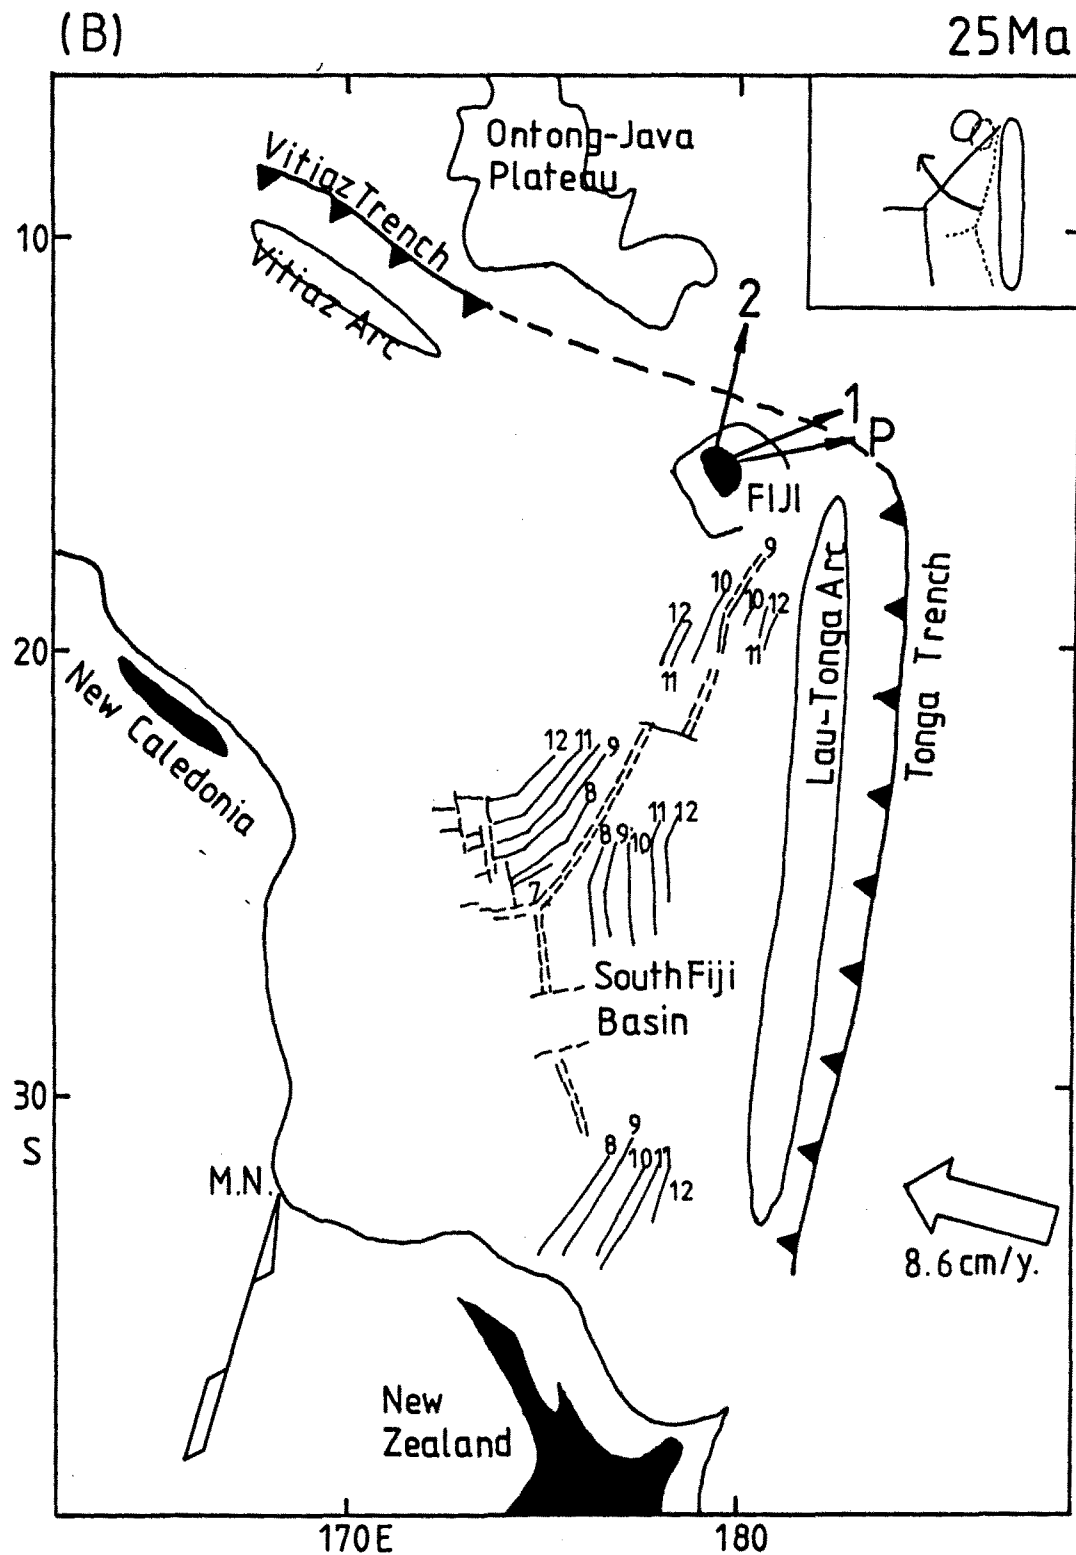 (B)
25Ma
Vitiaz Trench
Ontong-Java
Plateau
10
Vitiaz Arc
2
1
P
FIJI
9
10
10
12
12
11
11
20
New Caledonia
Lau-Tonga Arc
Tonga Trench
12
11
9
8
11
12
8
9
10
7
South Fiji
Basin
30
S
9
8
10
11
12
M.N.
8.6cm/y.
New
Zealand
170E
180